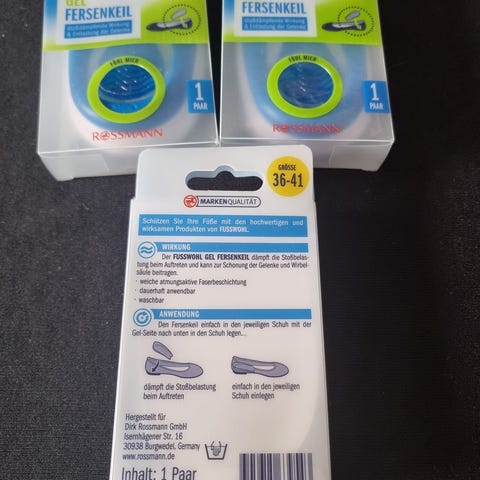 GEL
FERSENKEIL
Stoßdämpfende Wirkung
& Entlastung der Gelenke
FÜHL MICH
1
PAAR
ROSSMANN
FERSENKEIL
Stoßdämpfende Wirkung
& Entlastung der Gelenke
FÜHL MICH
1
PAAR
ROSSMANN
GRÖSSE
36-41
MARKENQUALITÄT
Schützen Sie Ihre Füße mit den hochwertigen und
wirksamen Produkten von FUSSWOHL.
WIRKUNG
Der FUSSWOHL GEL FERSENKEIL dämpft die Stoßbelas-
tung beim Auftreten und kann zur Schonung der Gelenke und Wirbel-
säule beitragen.
· weiche atmungsaktive Faserbeschichtung
· dauerhaft anwendbar
· waschbar
ANWENDUNG
Den Fersenkeil einfach in den jeweiligen Schuh mit der
Gel-Seite nach unten in den Schuh legen...
dämpft die Stoßbelastung
beim Auftreten
einfach in den jeweiligen
Schuh einlegen
Hergestellt für
Dirk Rossmann GmbH
Isernhägener Str. 16
30938 Burgwedel, Germany
www.rossmann.de
Inhalt: 1 Paar